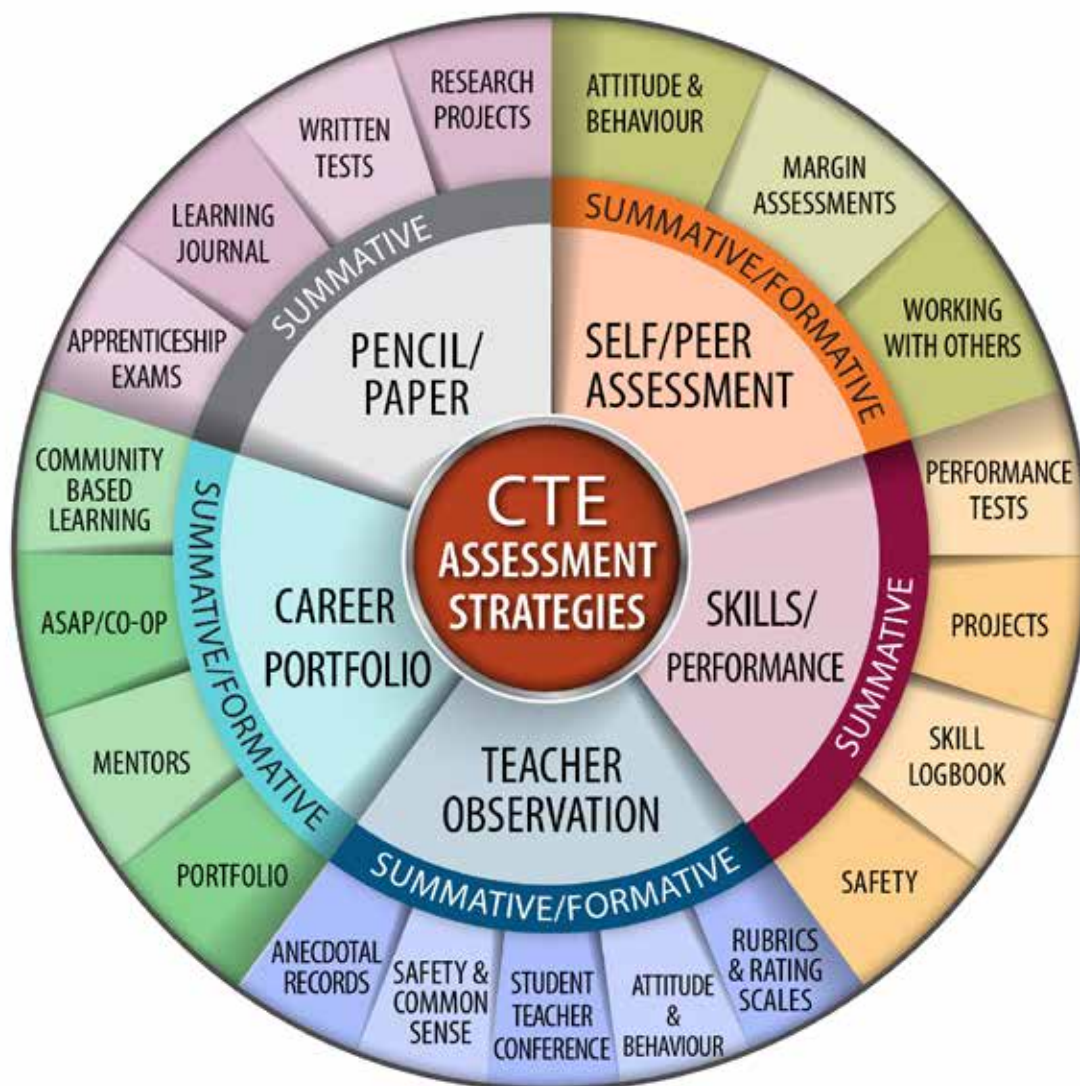 CTE
ASSESSMENT
STRATEGIES
PENCIL/
PAPER
SUMMATIVE
APPRENTICESHIP
EXAMS
LEARNING
JOURNAL
WRITTEN
TESTS
RESEARCH
PROJECTS
SELF/PEER
ASSESSMENT
SUMMATIVE/FORMATIVE
ATTITUDE &
BEHAVIOUR
MARGIN
ASSESSMENTS
WORKING
WITH OTHERS
SKILLS/
PERFORMANCE
SUMMATIVE
PERFORMANCE
TESTS
PROJECTS
SKILL
LOGBOOK
SAFETY
TEACHER
OBSERVATION
SUMMATIVE/FORMATIVE
RUBRICS
& RATING
SCALES
ATTITUDE
&
BEHAVIOUR
STUDENT
TEACHER
CONFERENCE
SAFETY &
COMMON
SENSE
ANECDOTAL
RECORDS
CAREER
PORTFOLIO
SUMMATIVE/FORMATIVE
PORTFOLIO
MENTORS
ASAP/CO-OP
COMMUNITY
BASED
LEARNING